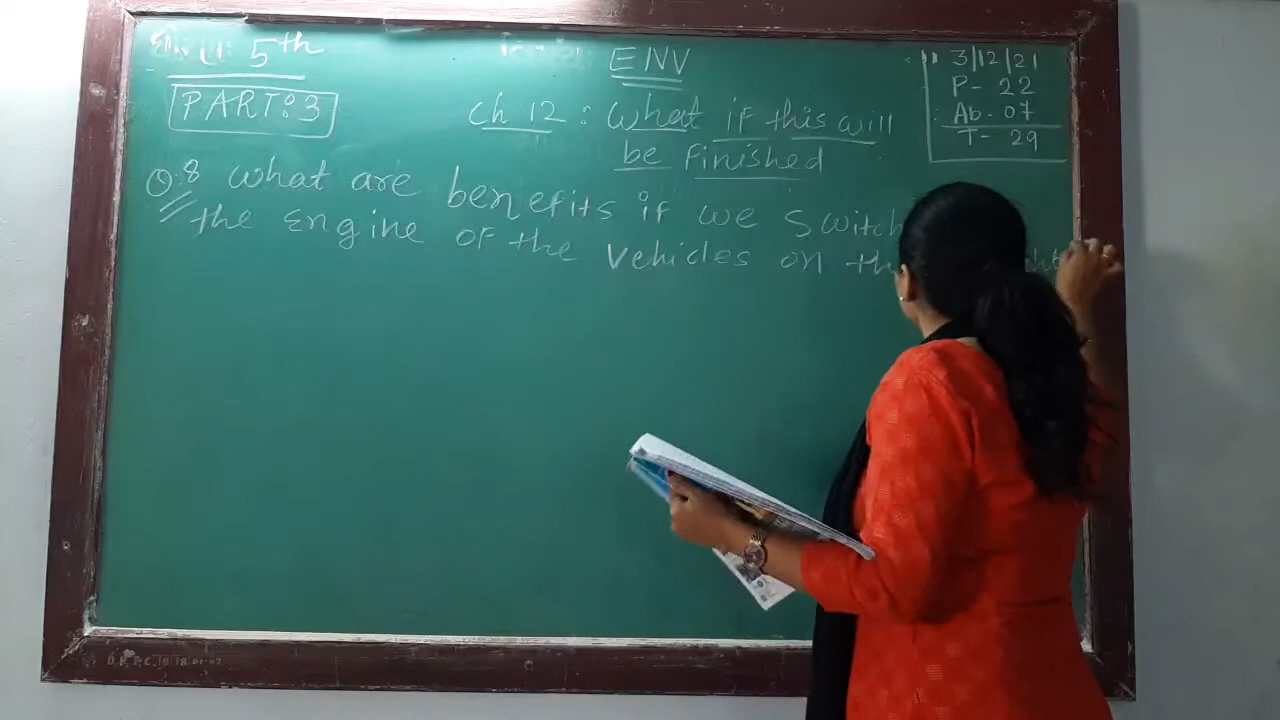 5th
ENV
3/12/21
PART:3
P- 22
Ch 12 : What if this will
Ab- 07
be finished
T- 29
Q:8 what are benefits if we Switch
the Engine of the vehicles on the